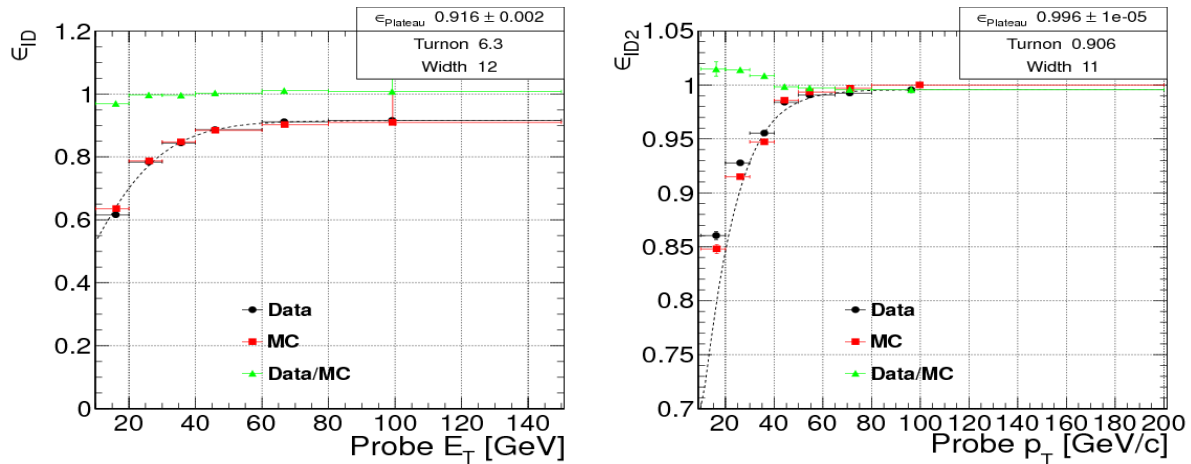 ϵ_Plateau 0.916 ± 0.002
Turnon 6.3
Width 12
ϵ_ID
1.2
1
0.8
0.6
0.4
0.2
0
Data
MC
Data/MC
20 40 60 80 100 120 140
Probe E_T [GeV]
ϵ_Plateau 0.996 ± 1e-05
Turnon 0.906
Width 11
ϵ_ID2
1.05
1
0.95
0.9
0.85
0.8
0.75
0.7
Data
MC
Data/MC
20 40 60 80 100 120 140 160 180 200
Probe p_T [GeV/c]